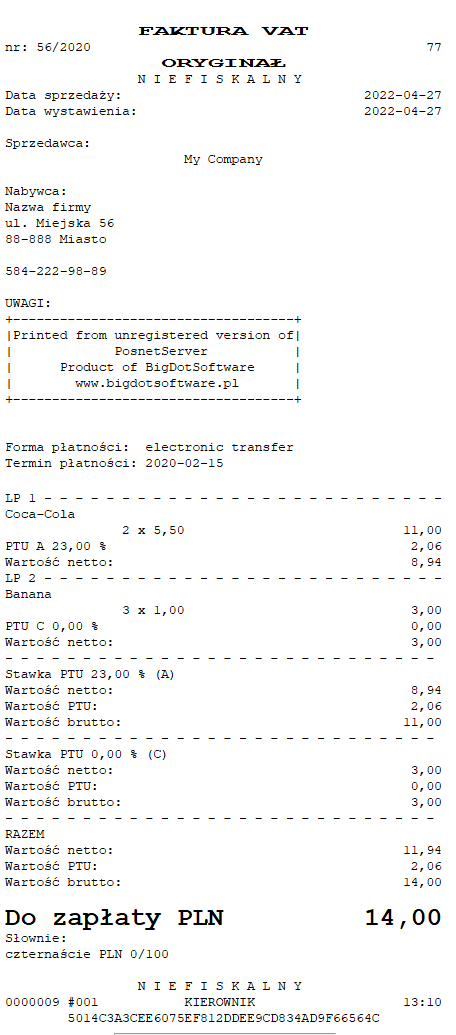 FAKTURA VAT
nr: 56/2020 77
ORYGINAŁ
N I E F I S K A L N Y
Data sprzedaży: 2022-04-27
Data wystawienia: 2022-04-27
Sprzedawca:
My Company
Nabywca:
Nazwa firmy
ul. Miejska 56
88-888 Miasto
584-222-98-89
UWAGI:
+------------------------------------+
|Printed from unregistered version of|
| PosnetServer |
| Product of BigDotSoftware |
| www.bigdotsoftware.pl |
+------------------------------------+
Forma płatności: electronic transfer
Termin płatności: 2020-02-15
LP 1 - - - - - - - - - - - - - - - - - - - - - - - - - -
Coca-Cola
2 x 5,50 11,00
PTU A 23,00 % 2,06
Wartość netto: 8,94
LP 2 - - - - - - - - - - - - - - - - - - - - - - - - - -
Banana
3 x 1,00 3,00
PTU C 0,00 % 0,00
Wartość netto: 3,00
- - - - - - - - - - - - - - - - - - - - - - - - - - - -
Stawka PTU 23,00 % (A)
Wartość netto: 8,94
Wartość PTU: 2,06
Wartość brutto: 11,00
- - - - - - - - - - - - - - - - - - - - - - - - - - - -
Stawka PTU 0,00 % (C)
Wartość netto: 3,00
Wartość PTU: 0,00
Wartość brutto: 3,00
- - - - - - - - - - - - - - - - - - - - - - - - - - - -
RAZEM
Wartość netto: 11,94
Wartość PTU: 2,06
Wartość brutto: 14,00
Do zapłaty PLN 14,00
Słownie:
czternaście PLN 0/100
N I E F I S K A L N Y
0000009 #001 KIEROWNIK 13:10
5014C3A3CEE6075EF812DDEE9CD834AD9F66564C